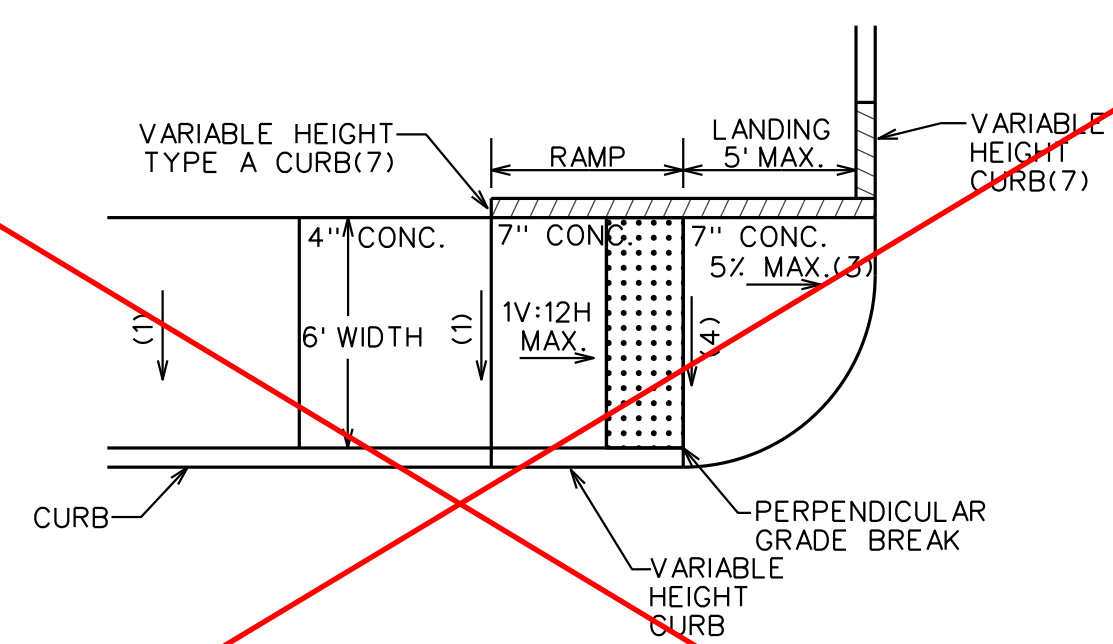 VARIABLE HEIGHT
TYPE A CURB(7)
RAMP
LANDING
5' MAX.
VARIABLE
HEIGHT
CURB(7)
4" CONC.
7" CONC.
7" CONC.
5% MAX.(3)
(1)
6' WIDTH
(1)
1V:12H
MAX.
(4)
CURB
PERPENDICULAR
GRADE BREAK
VARIABLE
HEIGHT
CURB